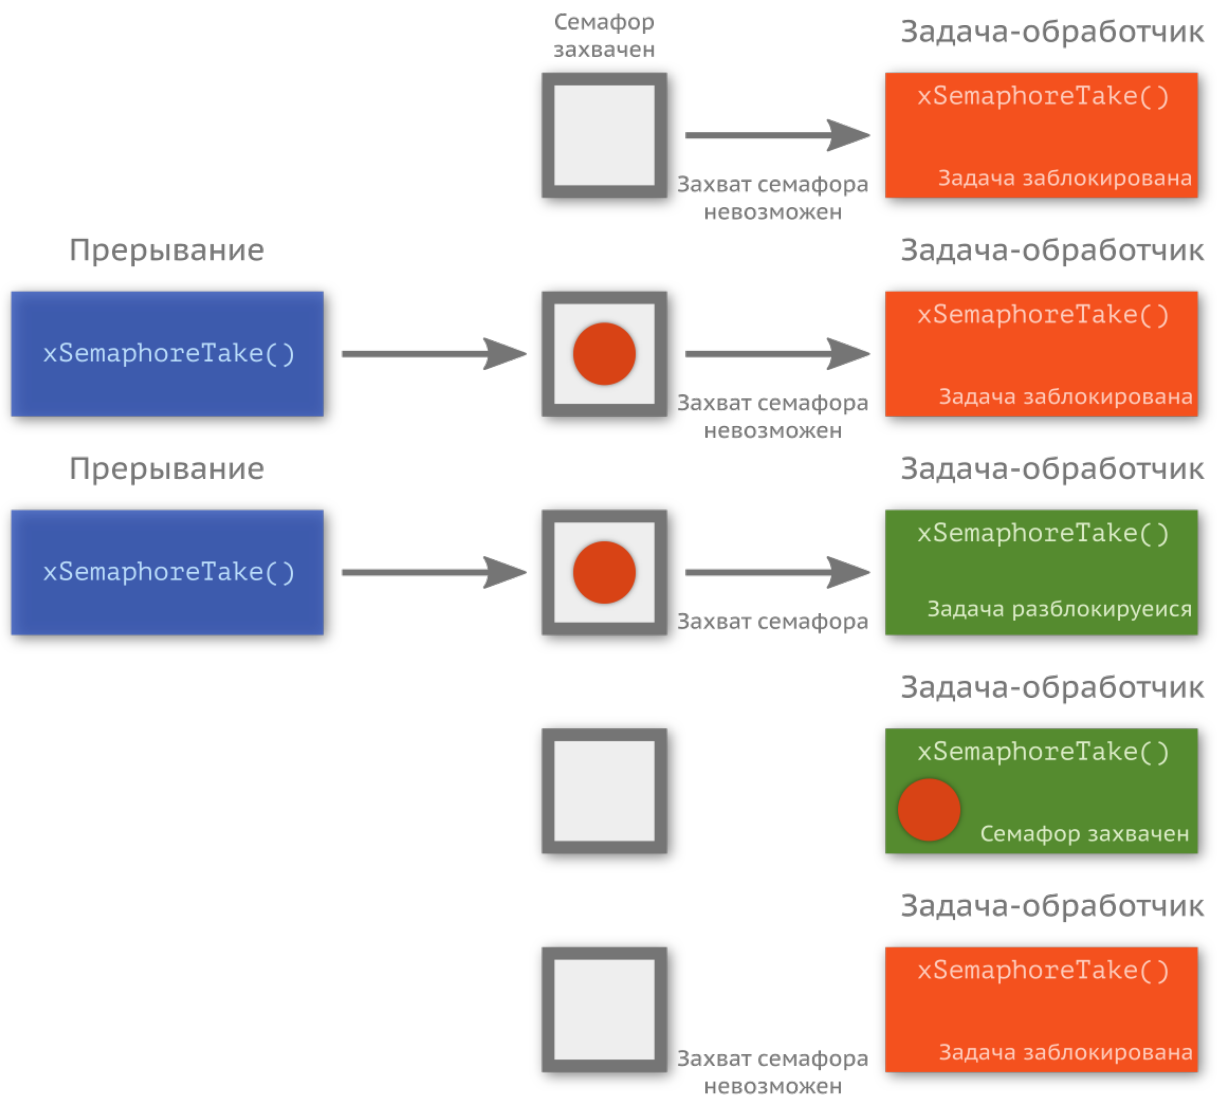 Семафор
захвачен
Задача-обработчик
xSemaphoreTake()
Задача заблокирована
Захват семафора
невозможен
Прерывание
Задача-обработчик
xSemaphoreTake()
xSemaphoreTake()
Задача заблокирована
Захват семафора
невозможен
Прерывание
Задача-обработчик
xSemaphoreTake()
xSemaphoreTake()
Задача разблокируеися
Захват семафора
Задача-обработчик
xSemaphoreTake()
Семафор захвачен
Задача-обработчик
xSemaphoreTake()
Задача заблокирована
Захват семафора
невозможен